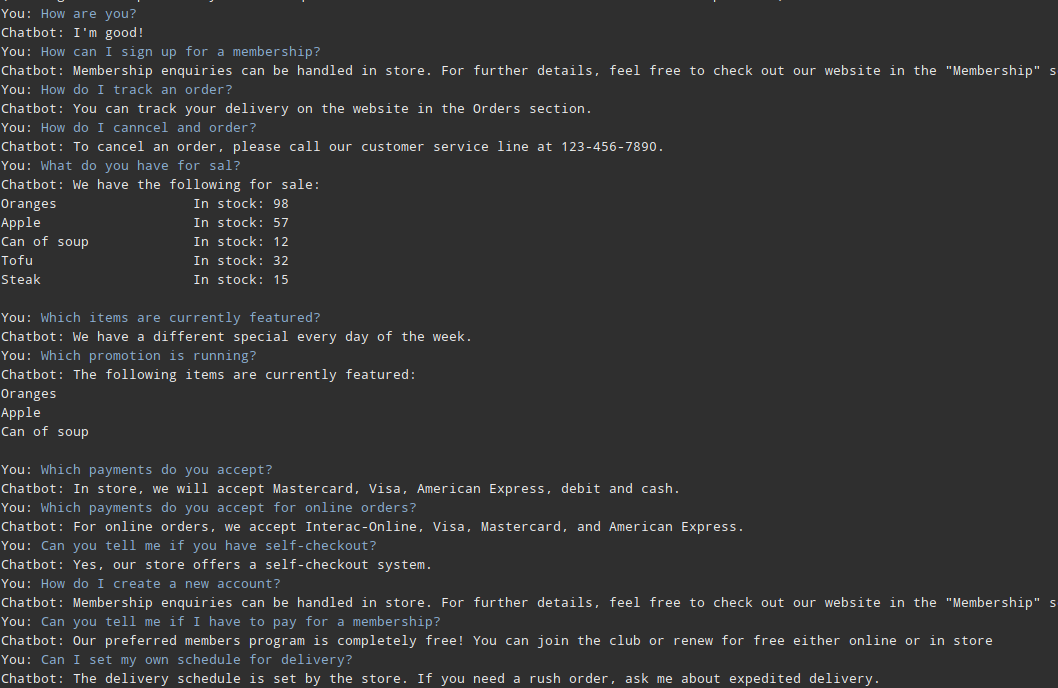 You: How are you?
Chatbot: I'm good!
You: How can I sign up for a membership?
Chatbot: Membership enquiries can be handled in store. For further details, feel free to check out our website in the "Membership" s
You: How do I track an order?
Chatbot: You can track your delivery on the website in the Orders section.
You: How do I canncel and order?
Chatbot: To cancel an order, please call our customer service line at 123-456-7890.
You: What do you have for sal?
Chatbot: We have the following for sale:
Oranges In stock: 98
Apple In stock: 57
Can of soup In stock: 12
Tofu In stock: 32
Steak In stock: 15
You: Which items are currently featured?
Chatbot: We have a different special every day of the week.
You: Which promotion is running?
Chatbot: The following items are currently featured:
Oranges
Apple
Can of soup
You: Which payments do you accept?
Chatbot: In store, we will accept Mastercard, Visa, American Express, debit and cash.
You: Which payments do you accept for online orders?
Chatbot: For online orders, we accept Interac-Online, Visa, Mastercard, and American Express.
You: Can you tell me if you have self-checkout?
Chatbot: Yes, our store offers a self-checkout system.
You: How do I create a new account?
Chatbot: Membership enquiries can be handled in store. For further details, feel free to check out our website in the "Membership" s
You: Can you tell me if I have to pay for a membership?
Chatbot: Our preferred members program is completely free! You can join the club or renew for free either online or in store
You: Can I set my own schedule for delivery?
Chatbot: The delivery schedule is set by the store. If you need a rush order, ask me about expedited delivery.